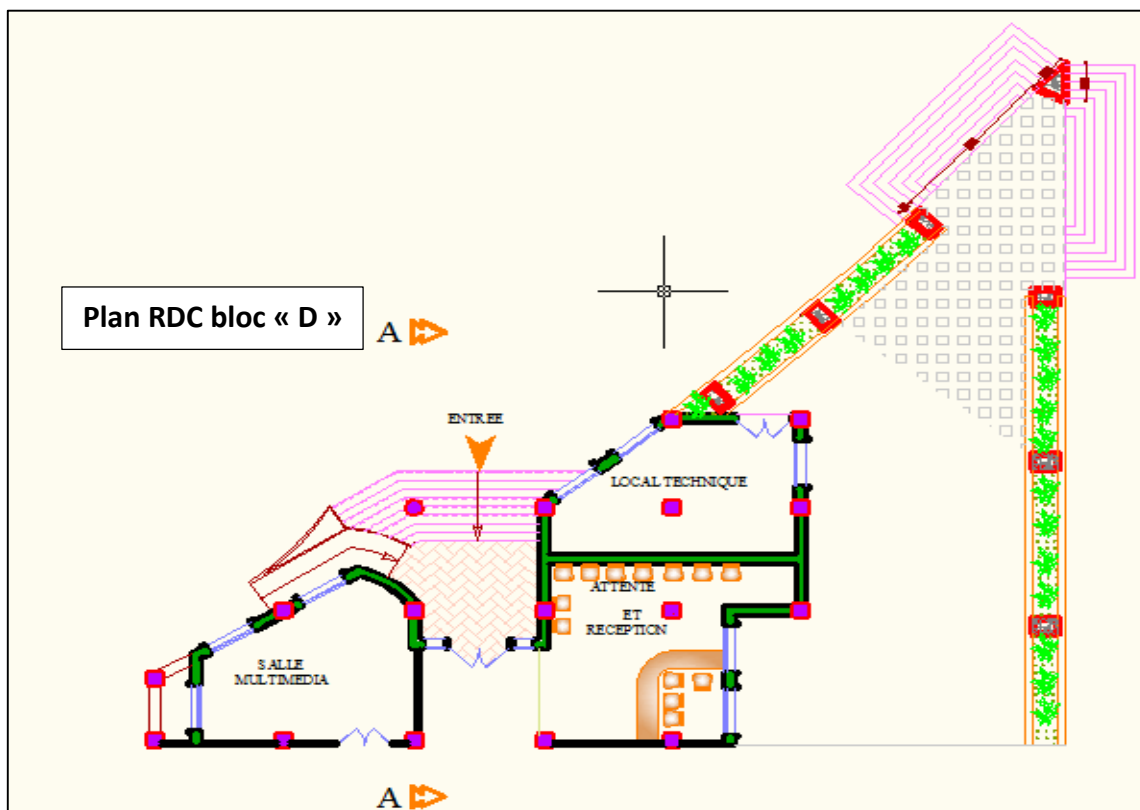 Plan RDC bloc « D »
A
ENTREE
LOCAL TECHNIQUE
ATTENTE
ET
RECEPTION
SALLE
MULTIMEDIA
A